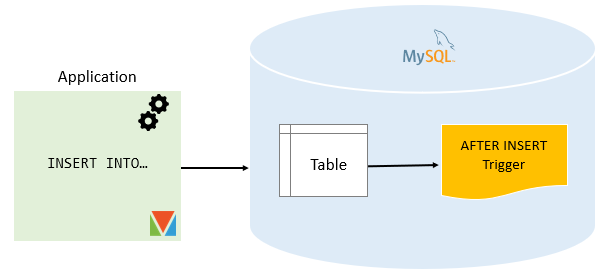 MySQL
Application
INSERT INTO…
Table
AFTER INSERT
Trigger